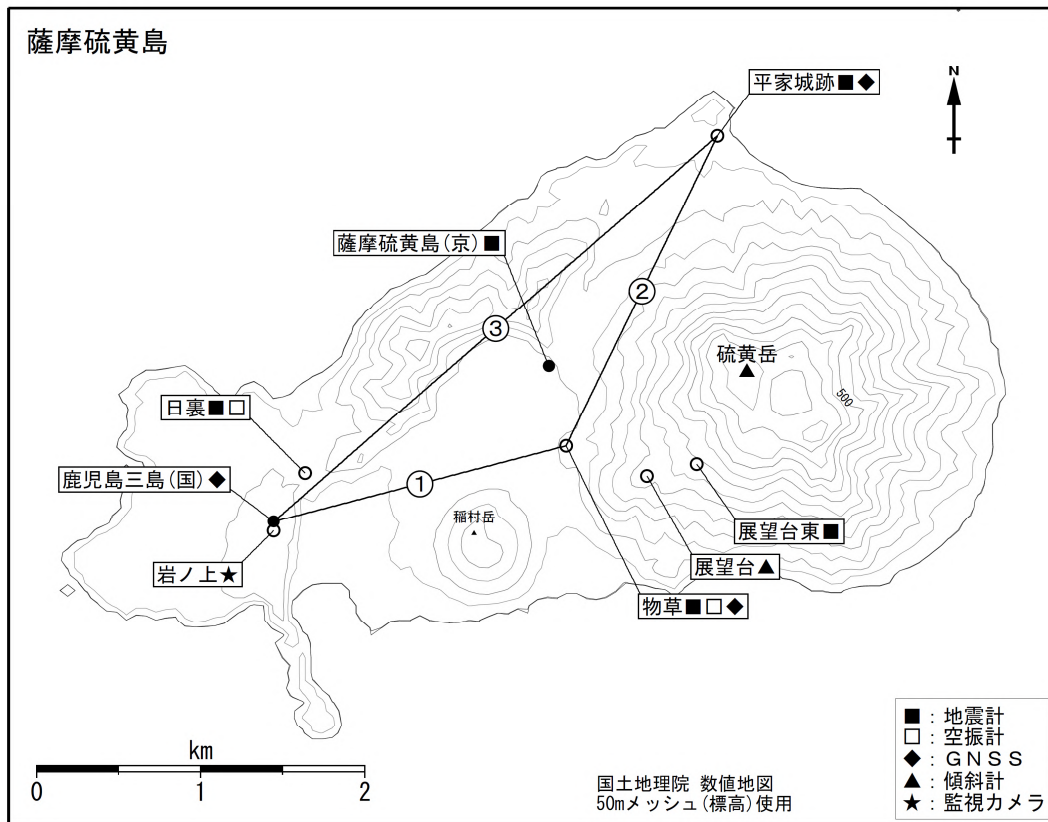 薩摩硫黄島
N
平家城跡■◆
薩摩硫黄島(京)■
②
③
硫黄岳
500
日裏■□
鹿児島三島(国)◆
①
稲村岳
岩ノ上★
展望台東■
展望台▲
物草■□◆
km
0 1 2
国土地理院 数値地図
50mメッシュ(標高)使用
■:地震計
□:空振計
◆:GNSS
▲:傾斜計
★:監視カメラ